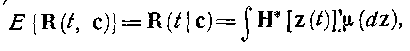 E {R(t, c)} = R(t|c) = ∫ H* [z(t)] μ(dz),